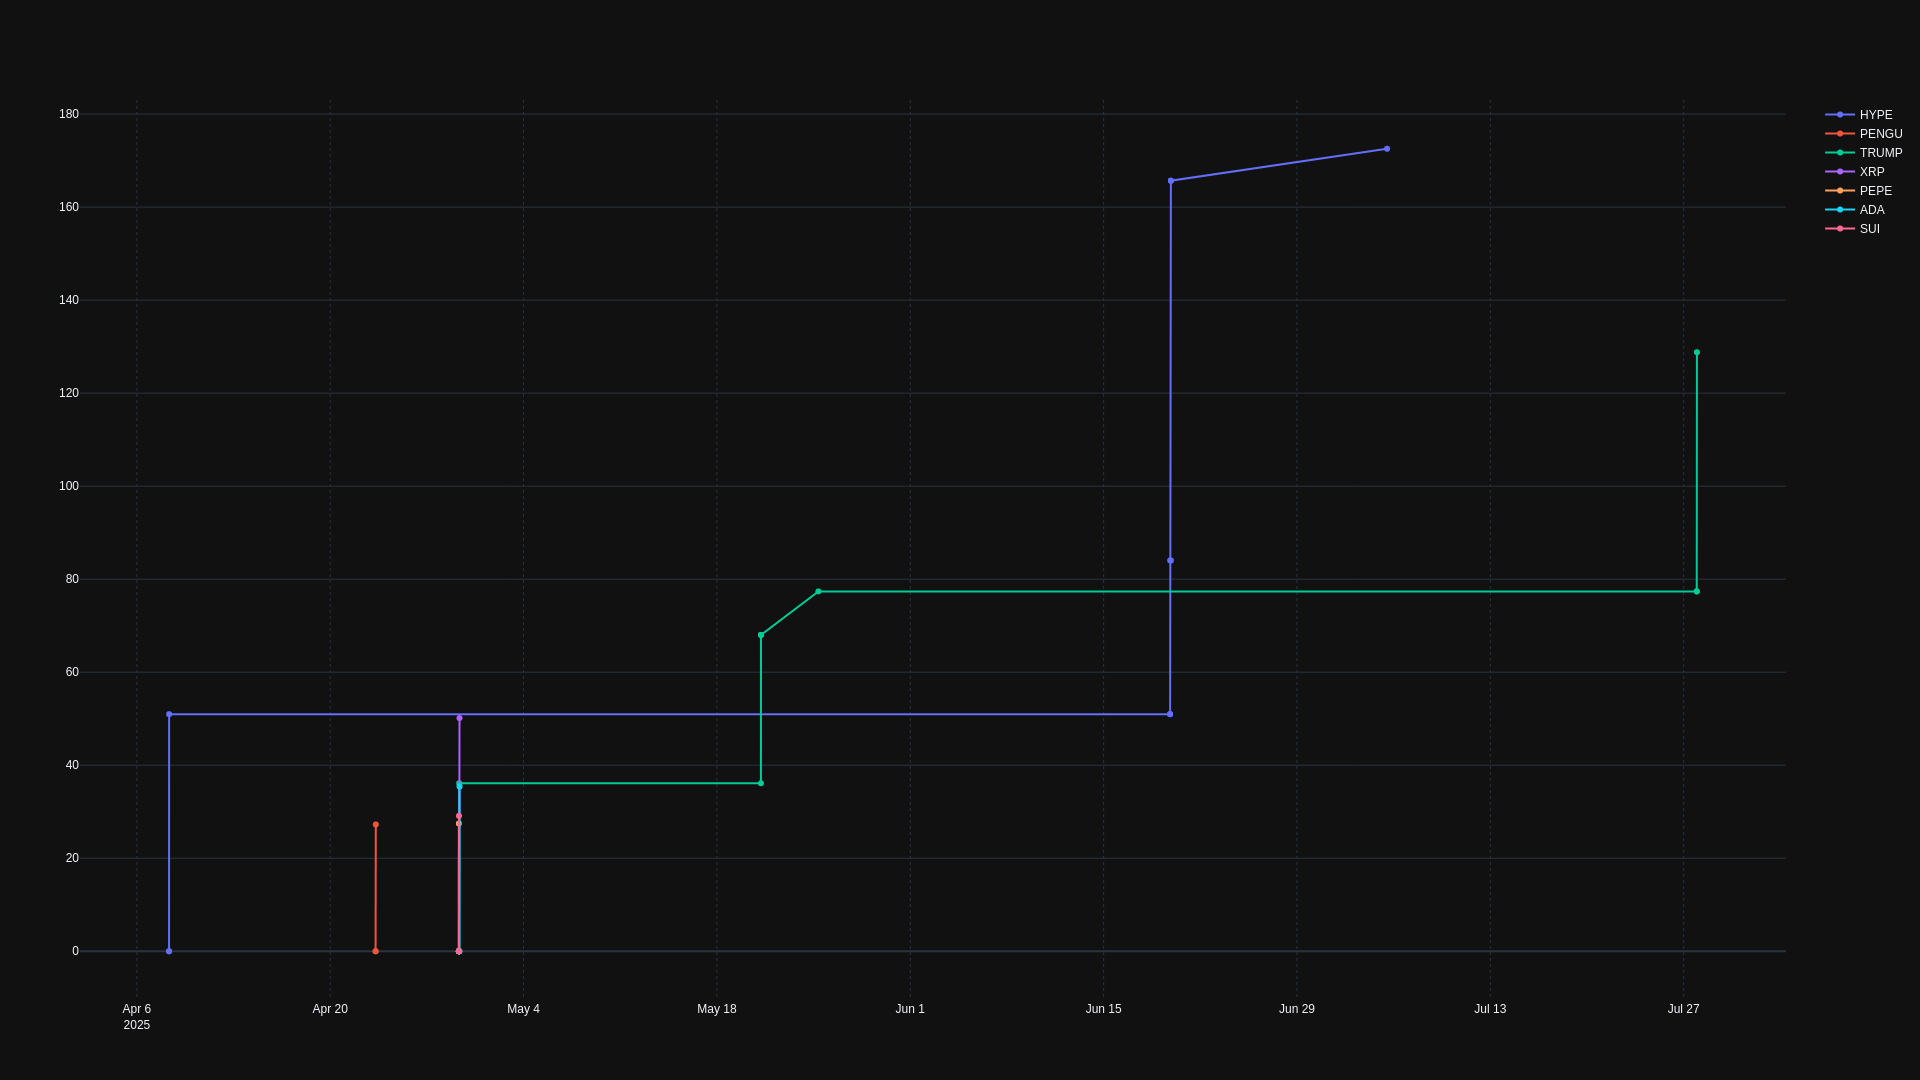 180
160
140
120
100
80
60
40
20
0
Apr 6
2025
Apr 20
May 4
May 18
Jun 1
Jun 15
Jun 29
Jul 13
Jul 27
HYPE
PENGU
TRUMP
XRP
PEPE
ADA
SUI